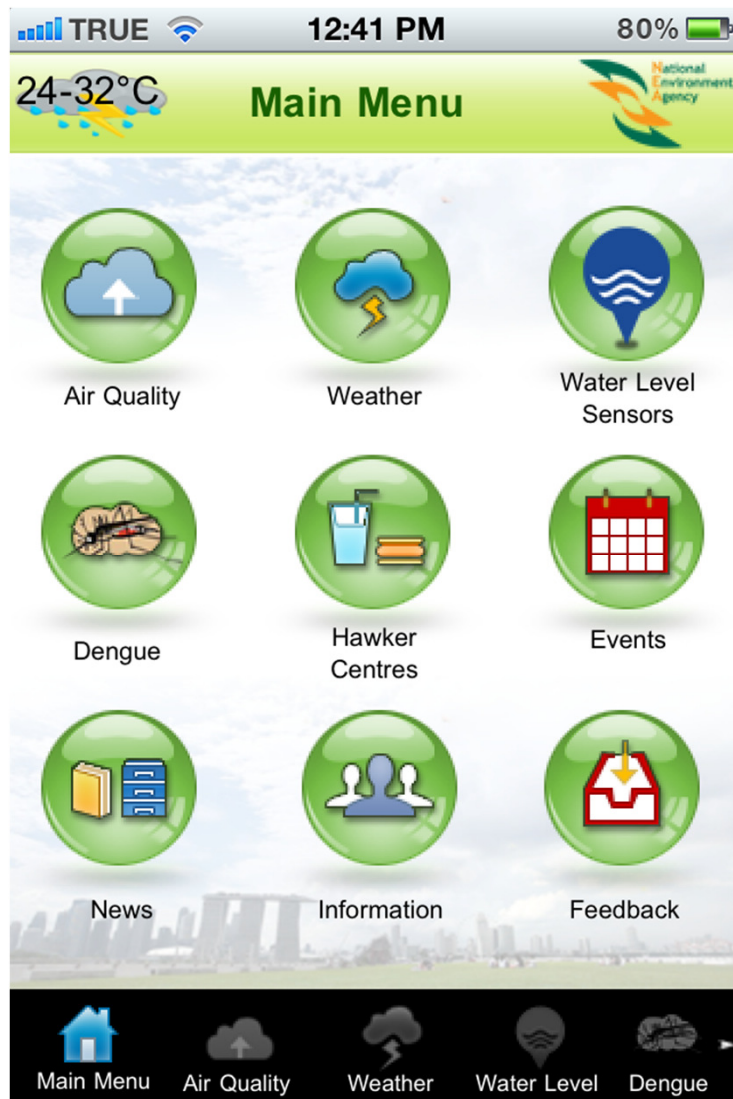 TRUE 12:41 PM 80%
24-32°C Main Menu
National
Environment
Agency
Air Quality
Weather
Water Level
Sensors
Dengue
Hawker
Centres
Events
News
Information
Feedback
Main Menu Air Quality Weather Water Level Dengue